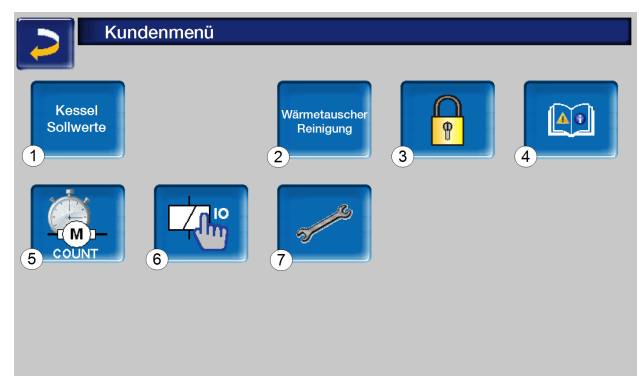 Kundenmenü
Kessel
Sollwerte
1
Wärmetauscher
Reinigung
2
3
4
M
COUNT
5
IO
6
7